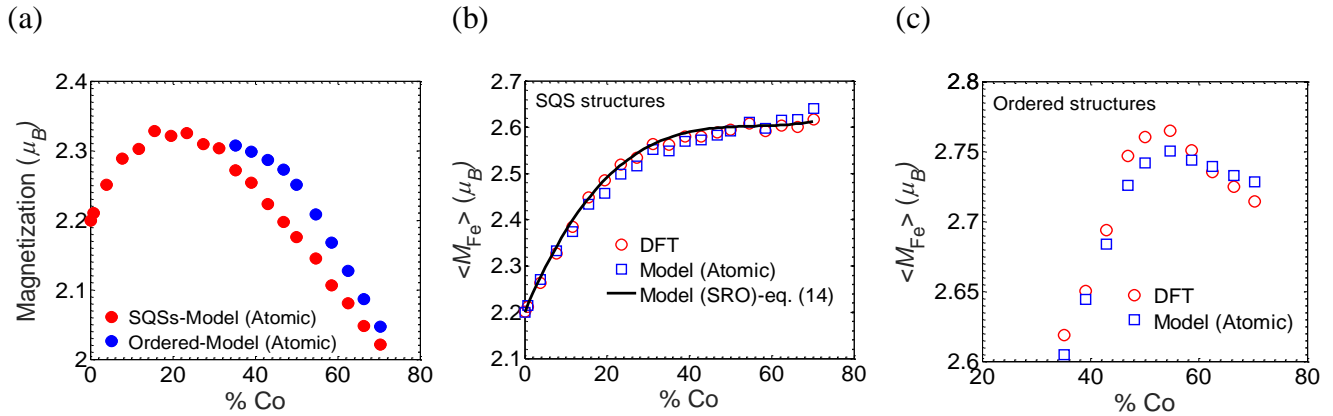 (a)
(b)
(c)
Magnetization (μB)
2.4
2.3
2.2
2.1
2
SQSs-Model (Atomic)
Ordered-Model (Atomic)
0 20 40 60 80
% Co
<MFe> (μB)
2.7
2.6
2.5
2.4
2.3
2.2
2.1
SQS structures
DFT
Model (Atomic)
Model (SRO)-eq. (14)
0 20 40 60 80
% Co
<MFe> (μB)
2.8
2.75
2.7
2.65
2.6
Ordered structures
DFT
Model (Atomic)
20 40 60 80
% Co